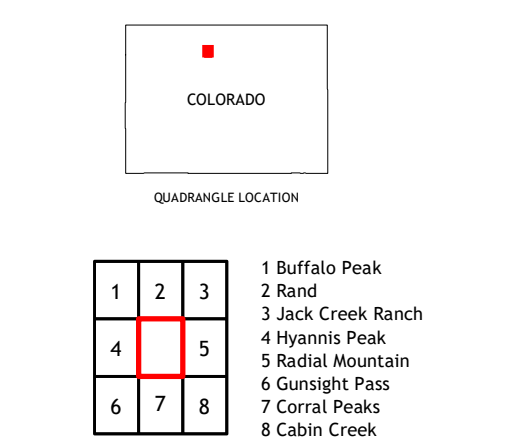 COLORADO
QUADRANGLE LOCATION
1 2 3
4 5
6 7 8
1 Buffalo Peak
2 Rand
3 Jack Creek Ranch
4 Hyannis Peak
5 Radial Mountain
6 Gunsight Pass
7 Corral Peaks
8 Cabin Creek